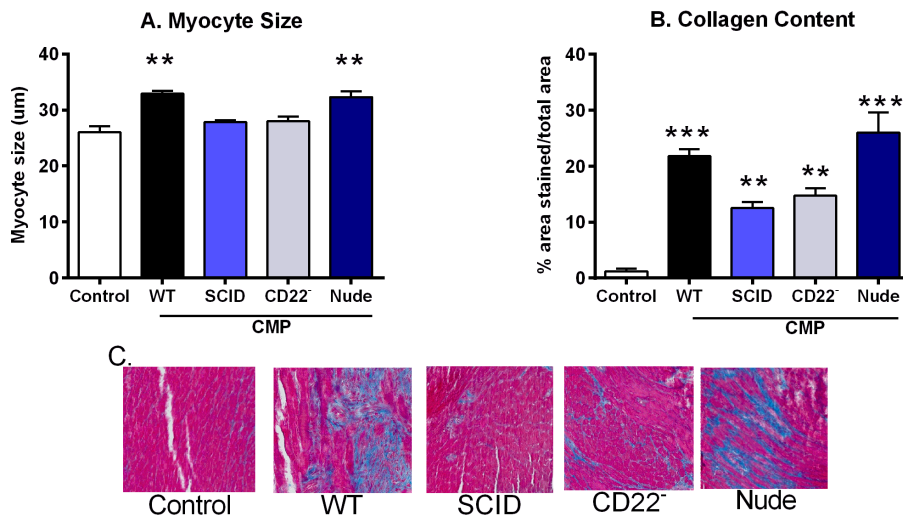 A. Myocyte Size
Myocyte size (um)
40
30
20
10
0
** **
Control WT SCID CD22⁻ Nude
CMP
B. Collagen Content
% area stained/total area
40
30
20
10
0
*** ** ** ***
Control WT SCID CD22⁻ Nude
CMP
C.
Control WT SCID CD22⁻ Nude